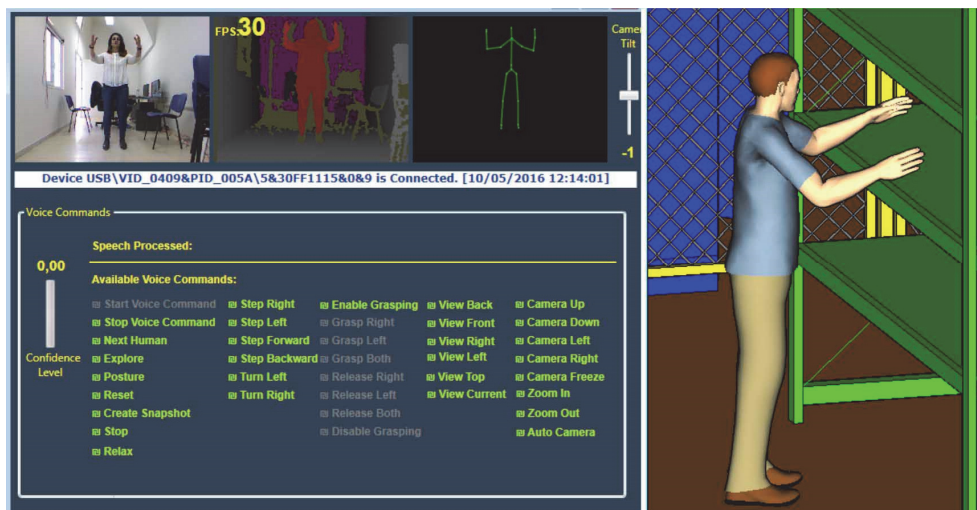 FPS:30
Camer
Tilt
-1
Device USB\VID_0409&PID_005A\5&30FF1115&0&9 is Connected. [10/05/2016 12:14:01]
Voice Commands
Speech Processed:
0,00
Available Voice Commands:
Confidence
Level
Start Voice Command
Stop Voice Command
Next Human
Explore
Posture
Reset
Create Snapshot
Stop
Relax
Step Right
Step Left
Step Forward
Step Backward
Turn Left
Turn Right
Enable Grasping
Grasp Right
Grasp Left
Grasp Both
Release Right
Release Left
Release Both
Disable Grasping
View Back
View Front
View Right
View Left
View Top
View Current
Camera Up
Camera Down
Camera Left
Camera Right
Camera Freeze
Zoom In
Zoom Out
Auto Camera